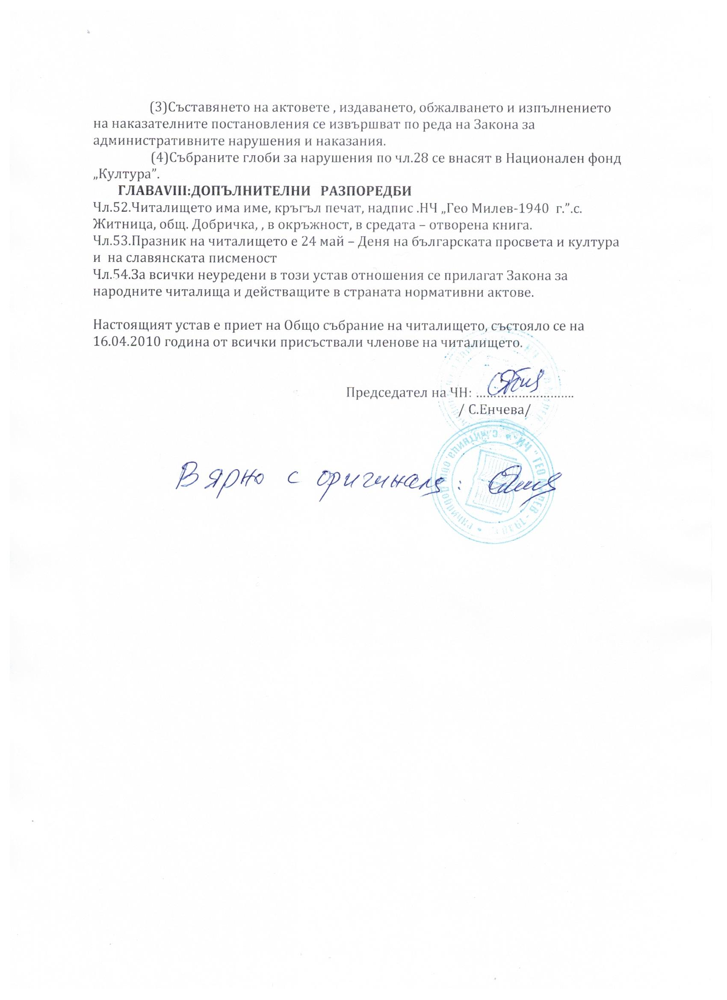 (3)Съставянето на актовете , издаването, обжалването и изпълнението
на наказателните постановления се извършват по реда на Закона за
административните нарушения и наказания.
(4)Събраните глоби за нарушения по чл.28 се внасят в Национален фонд
„Култура”.
ГЛАВАVIII:ДОПЪЛНИТЕЛНИ РАЗПОРЕДБИ
Чл.52.Читалището има име, кръгъл печат, надпис .НЧ „Гео Милев-1940 г.”.с.
Житница, общ. Добричка, , в окръжност, в средата – отворена книга.
Чл.53.Празник на читалището е 24 май – Деня на българската просвета и култура
и на славянската писменост
Чл.54.За всички неуредени в този устав отношения се прилагат Закона за
народните читалища и действащите в страната нормативни актове.
Настоящият устав е приет на Общо събрание на читалището, състояло се на
16.04.2010 година от всички присъствали членове на читалището.
Председател на ЧН: ...............................
/ С.Енчева/
Вярно с оригинала :
НЧ „ ГЕО МИЛЕВ - с.Житница, общ. Добричка